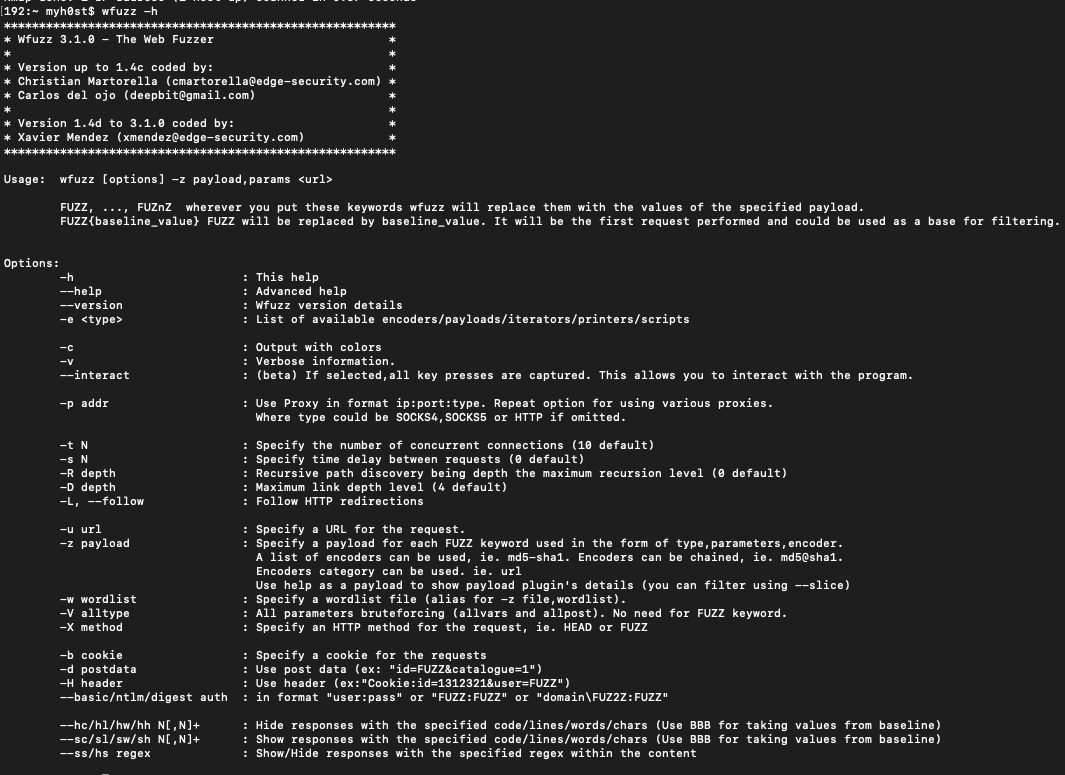 [192:~ myh0st$ wfuzz -h
********************************************************
* Wfuzz 3.1.0 - The Web Fuzzer                         *
*                                                      *
* Version up to 1.4c coded by:                         *
* Christian Martorella (cmartorella@edge-security.com) *
* Carlos del ojo (deepbit@gmail.com)                   *
*                                                      *
* Version 1.4d to 3.1.0 coded by:                      *
* Xavier Mendez (xmendez@edge-security.com)            *
********************************************************
Usage:  wfuzz [options] -z payload,params <url>
FUZZ, ..., FUZnZ  wherever you put these keywords wfuzz will replace them with the values of the specified payload.
FUZZ{baseline_value} FUZZ will be replaced by baseline_value. It will be the first request performed and could be used as a base for filtering.
Options:
-h                        : This help
--help                    : Advanced help
--version                 : Wfuzz version details
-e <type>                 : List of available encoders/payloads/iterators/printers/scripts
-c                        : Output with colors
-v                        : Verbose information.
--interact                : (beta) If selected,all key presses are captured. This allows you to interact with the program.
-p addr                   : Use Proxy in format ip:port:type. Repeat option for using various proxies.
Where type could be SOCKS4,SOCKS5 or HTTP if omitted.
-t N                      : Specify the number of concurrent connections (10 default)
-s N                      : Specify time delay between requests (0 default)
-R depth                  : Recursive path discovery being depth the maximum recursion level (0 default)
-D depth                  : Maximum link depth level (4 default)
-L, --follow              : Follow HTTP redirections
-u url                    : Specify a URL for the request.
-z payload                : Specify a payload for each FUZZ keyword used in the form of type,parameters,encoder.
A list of encoders can be used, ie. md5-sha1. Encoders can be chained, ie. md5@sha1.
Encoders category can be used. ie. url
Use help as a payload to show payload plugin's details (you can filter using --slice)
-w wordlist               : Specify a wordlist file (alias for -z file,wordlist).
-V alltype                : All parameters bruteforcing (allvars and allpost). No need for FUZZ keyword.
-X method                 : Specify an HTTP method for the request, ie. HEAD or FUZZ
-b cookie                 : Specify a cookie for the requests
-d postdata               : Use post data (ex: "id=FUZZ&catalogue=1")
-H header                 : Use header (ex:"Cookie:id=1312321&user=FUZZ")
--basic/ntlm/digest auth  : in format "user:pass" or "FUZZ:FUZZ" or "domain\FUZ2Z:FUZZ"
--hc/hl/hw/hh N[,N]+      : Hide responses with the specified code/lines/words/chars (Use BBB for taking values from baseline)
--sc/sl/sw/sh N[,N]+      : Show responses with the specified code/lines/words/chars (Use BBB for taking values from baseline)
--ss/hs regex             : Show/Hide responses with the specified regex within the content